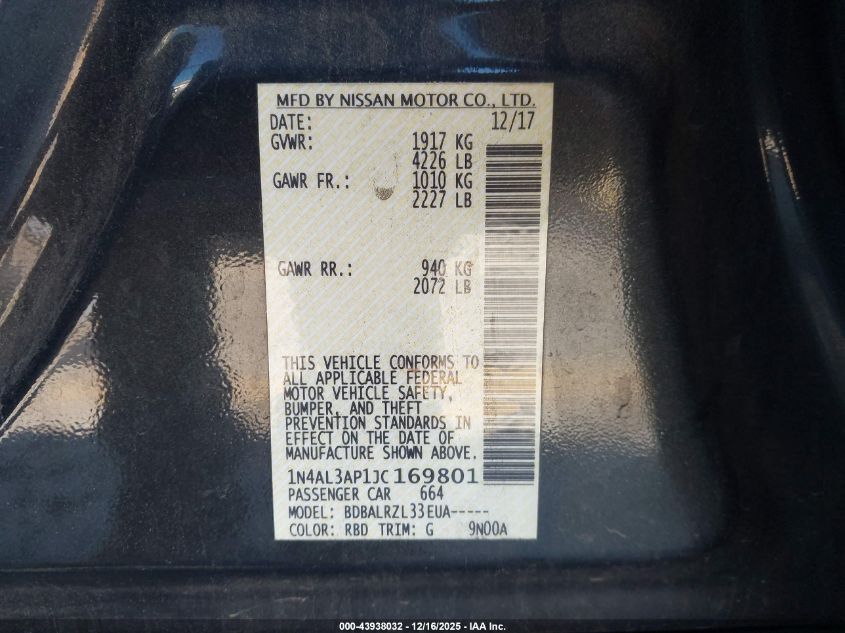 MFD BY NISSAN MOTOR CO., LTD.
DATE: 12/17
GVWR: 1917 KG
4226 LB
GAWR FR.: 1010 KG
2227 LB
GAWR RR.: 940 KG
2072 LB
THIS VEHICLE CONFORMS TO
ALL APPLICABLE FEDERAL
MOTOR VEHICLE SAFETY,
BUMPER, AND THEFT
PREVENTION STANDARDS IN
EFFECT ON THE DATE OF
MANUFACTURE SHOWN ABOVE.
1N4AL3AP1JC169801
PASSENGER CAR 664
MODEL: BDBALRZL33EUA-----
COLOR: RBD TRIM: G 9N00A
000-43938032 - 12/16/2025 - IAA Inc.